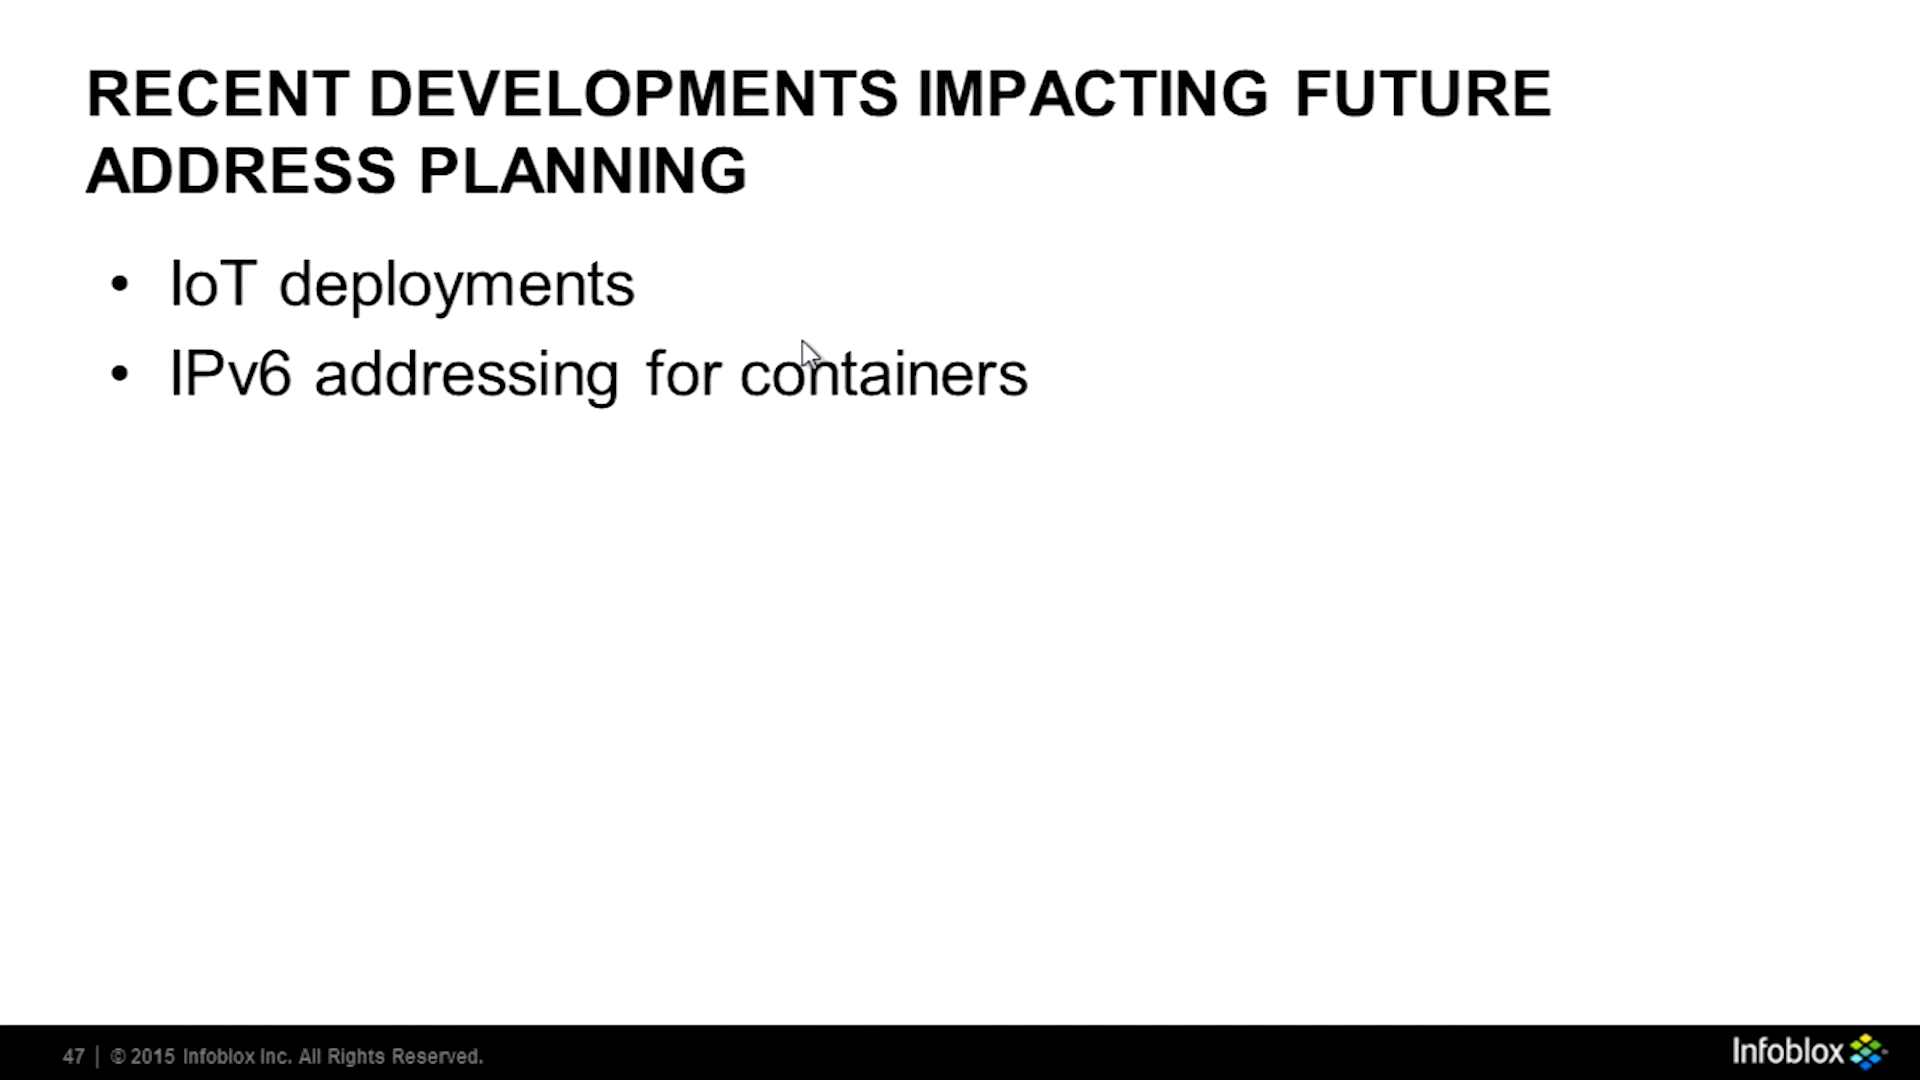 RECENT DEVELOPMENTS IMPACTING FUTURE
ADDRESS PLANNING
• IoT deployments
• IPv6 addressing for containers
47 | © 2015 Infoblox Inc. All Rights Reserved.
Infoblox